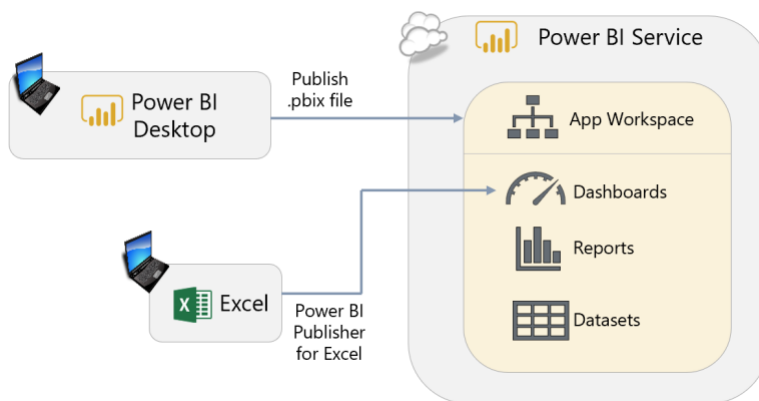 Power BI Service
Publish
.pbix file
Power BI
Desktop
App Workspace
Dashboards
Reports
Excel
Power BI
Publisher
for Excel
Datasets